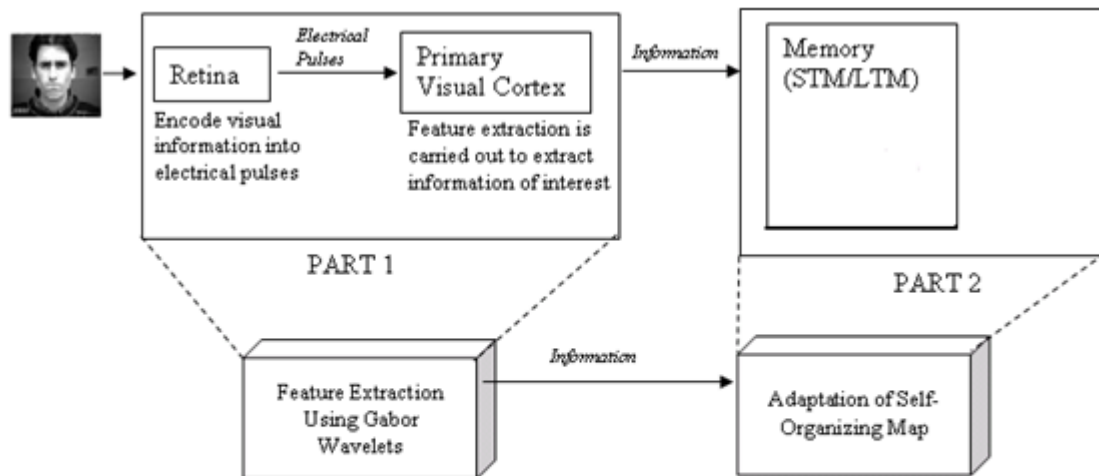 Retina
Encode visual
information into
electrical pulses
Electrical
Pulses
Primary
Visual Cortex
Feature extraction is
carried out to extract
information of interest
PART 1
Information
Memory
(STM/LTM)
PART 2
Feature Extraction
Using Gabor
Wavelets
Information
Adaptation of Self-
Organizing Map